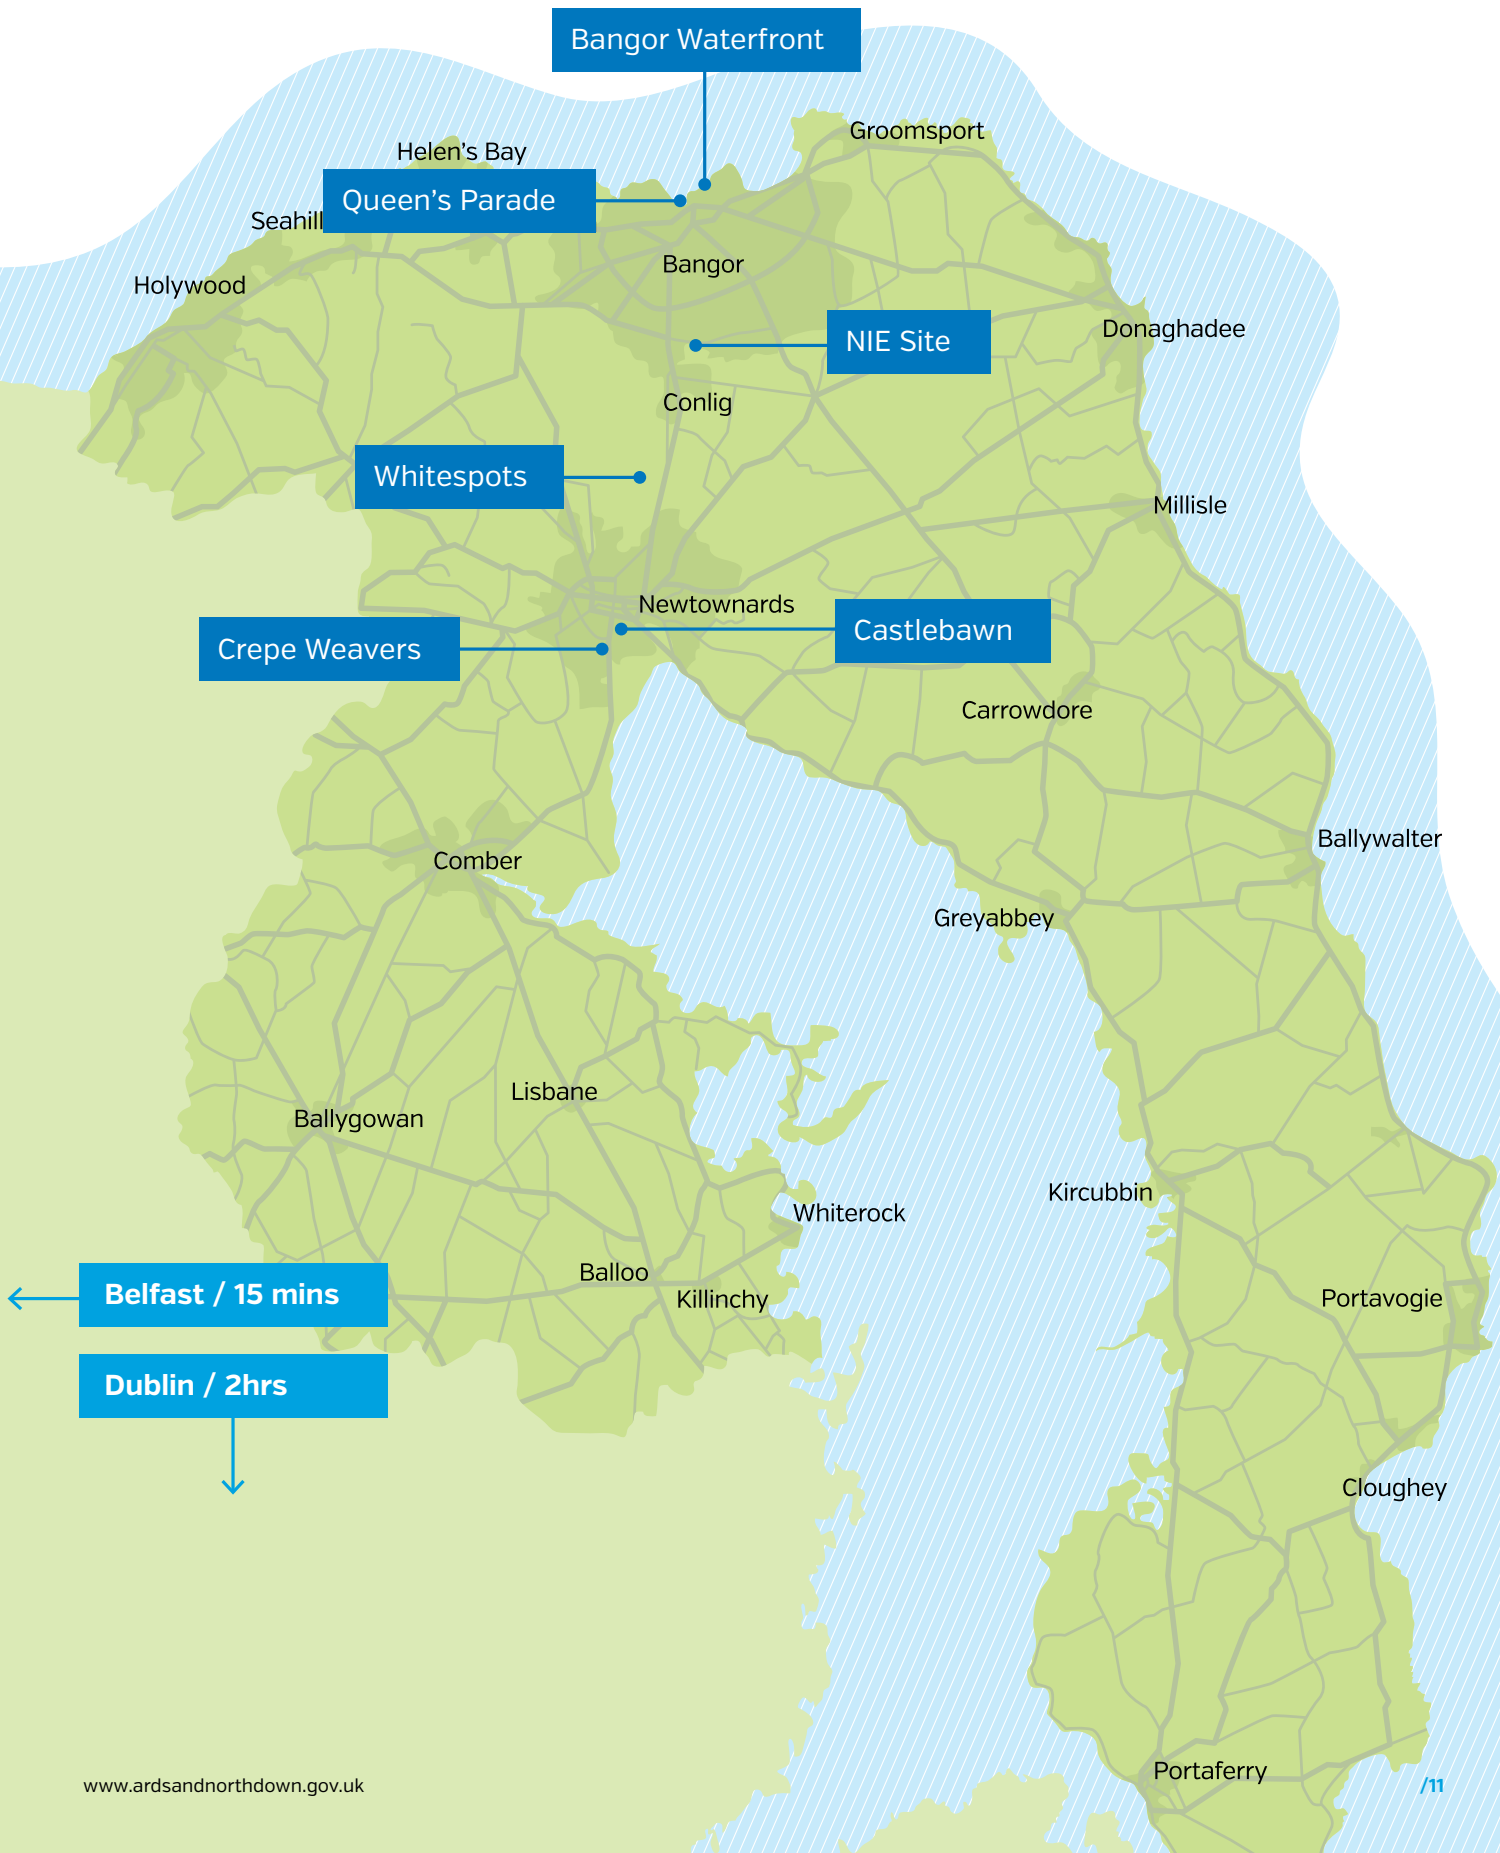 Bangor Waterfront
Groomsport
Helen's Bay
Queen's Parade
Seahill
Bangor
Holywood
Donaghadee
NIE Site
Conlig
Whitespots
Millisle
Newtownards
Castlebawn
Crepe Weavers
Carrowdore
Ballywalter
Comber
Greyabbey
Lisbane
Ballygowan
Kircubbin
Whiterock
Balloo
Killinchy
Belfast / 15 mins
Portavogie
Dublin / 2hrs
Cloughey
Portaferry
www.ardsandnorthdown.gov.uk
/11